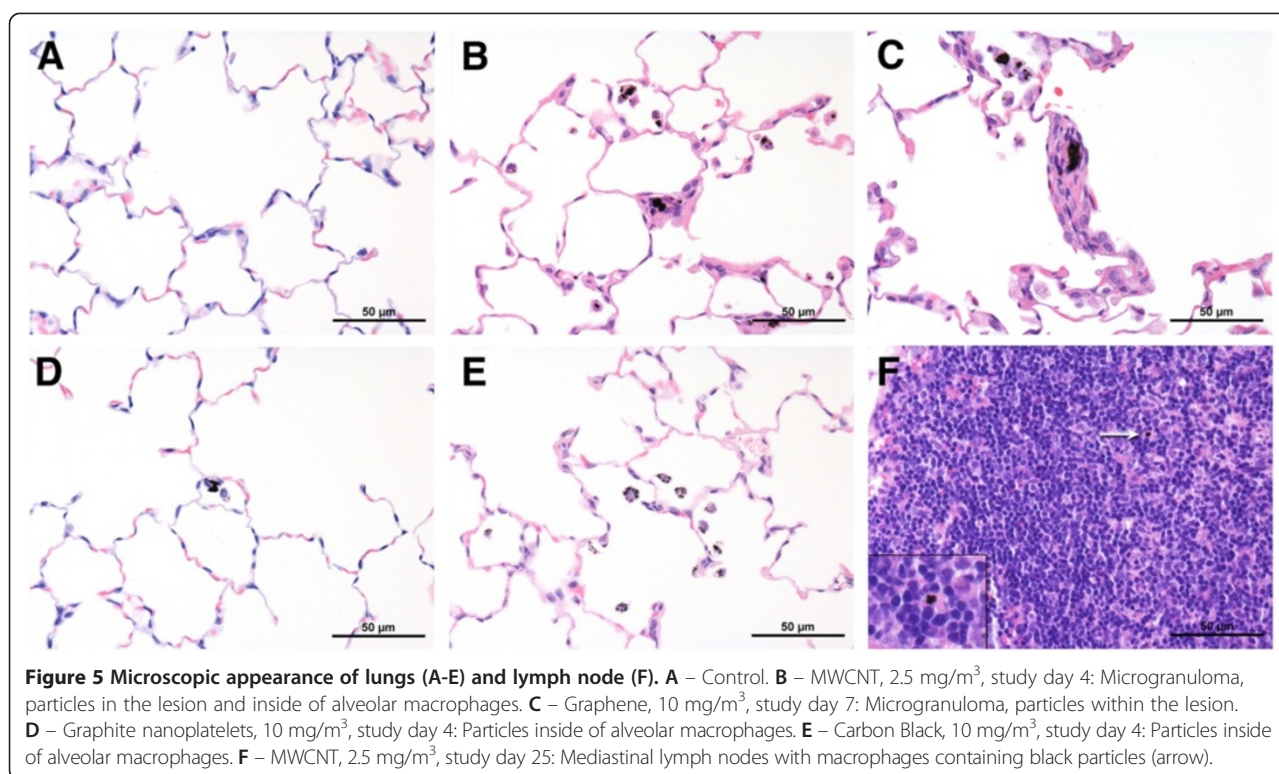 A
B
C
50 µm
50 µm
50 µm
D
E
F
50 µm
50 µm
50 µm
Figure 5 Microscopic appearance of lungs (A-E) and lymph node (F). A – Control. B – MWCNT, 2.5 mg/m³, study day 4: Microgranuloma,
particles in the lesion and inside of alveolar macrophages. C – Graphene, 10 mg/m³, study day 7: Microgranuloma, particles within the lesion.
D – Graphite nanoplatelets, 10 mg/m³, study day 4: Particles inside of alveolar macrophages. E – Carbon Black, 10 mg/m³, study day 4: Particles inside
of alveolar macrophages. F – MWCNT, 2.5 mg/m³, study day 25: Mediastinal lymph nodes with macrophages containing black particles (arrow).